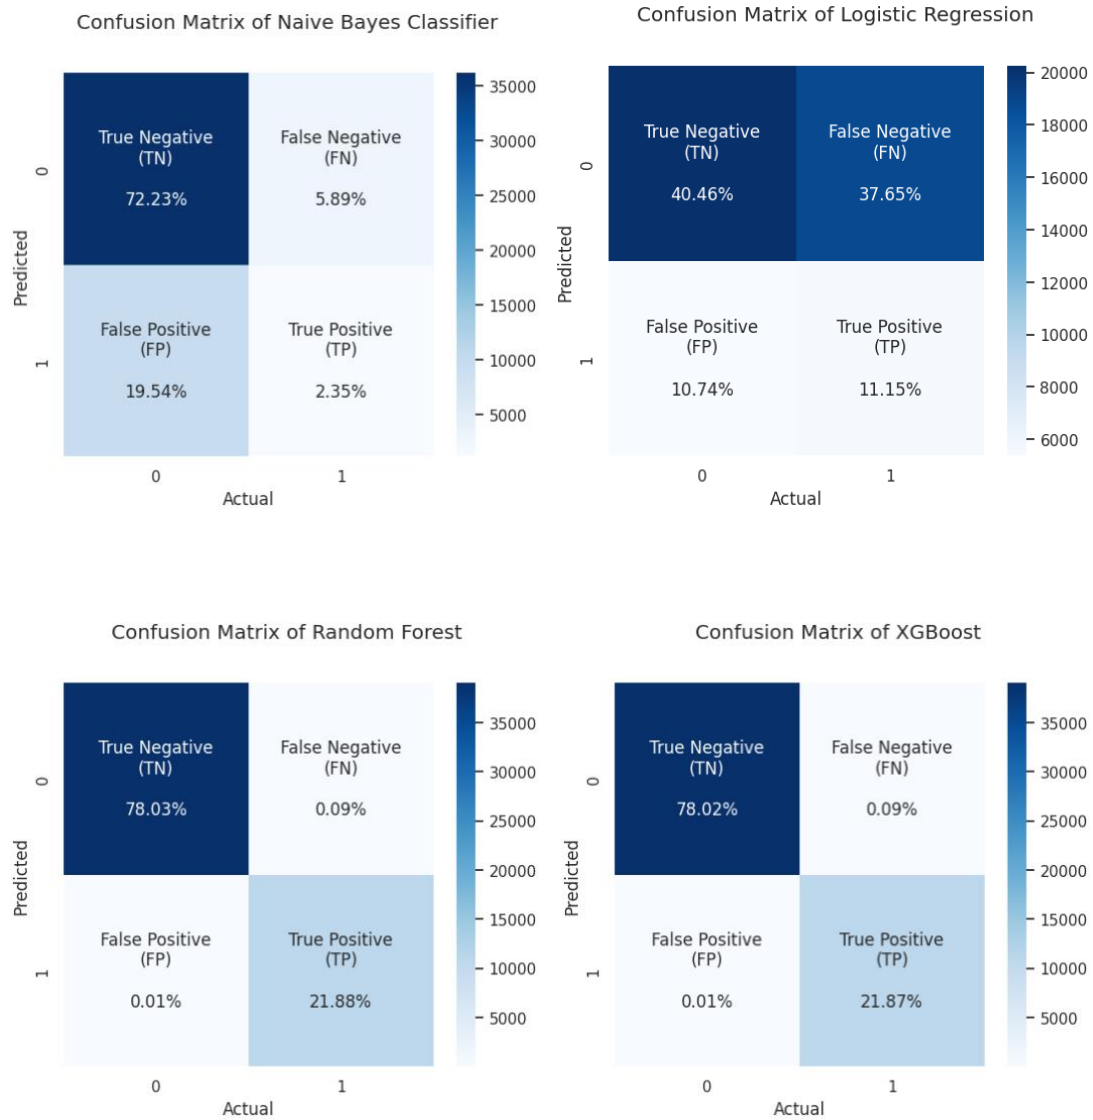 Confusion Matrix of Naive Bayes Classifier
True Negative
(TN)
72.23%
False Negative
(FN)
5.89%
False Positive
(FP)
19.54%
True Positive
(TP)
2.35%
0
1
Predicted
0
1
Actual
35000
30000
25000
20000
15000
10000
5000
Confusion Matrix of Logistic Regression
True Negative
(TN)
40.46%
False Negative
(FN)
37.65%
False Positive
(FP)
10.74%
True Positive
(TP)
11.15%
0
1
Predicted
0
1
Actual
20000
18000
16000
14000
12000
10000
8000
6000
Confusion Matrix of Random Forest
True Negative
(TN)
78.03%
False Negative
(FN)
0.09%
False Positive
(FP)
0.01%
True Positive
(TP)
21.88%
0
1
Predicted
0
1
Actual
35000
30000
25000
20000
15000
10000
5000
Confusion Matrix of XGBoost
True Negative
(TN)
78.02%
False Negative
(FN)
0.09%
False Positive
(FP)
0.01%
True Positive
(TP)
21.87%
0
1
Predicted
0
1
Actual
35000
30000
25000
20000
15000
10000
5000